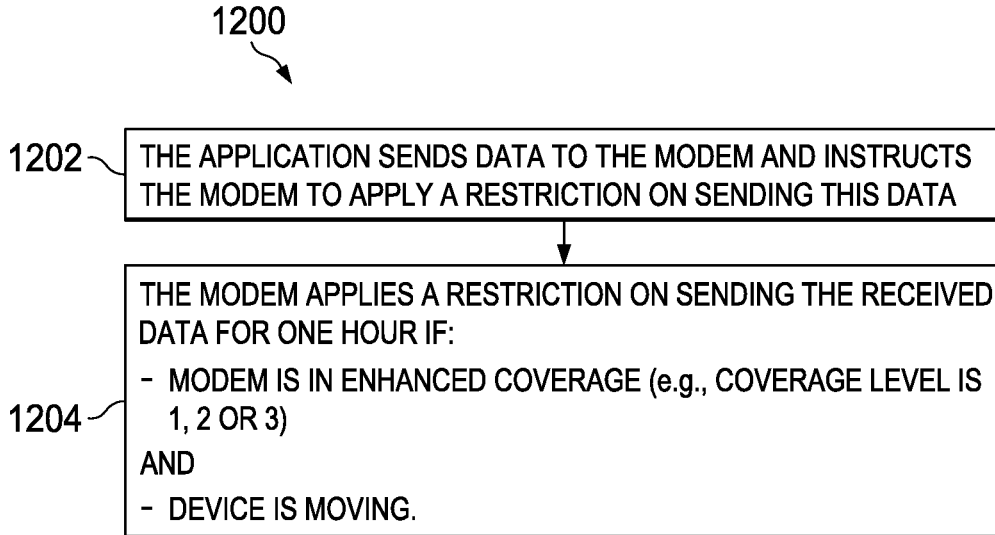 1200
1202
THE APPLICATION SENDS DATA TO THE MODEM AND INSTRUCTS
THE MODEM TO APPLY A RESTRICTION ON SENDING THIS DATA
THE MODEM APPLIES A RESTRICTION ON SENDING THE RECEIVED
DATA FOR ONE HOUR IF:
- MODEM IS IN ENHANCED COVERAGE (e.g., COVERAGE LEVEL IS
1, 2 OR 3)
1204
AND
- DEVICE IS MOVING.